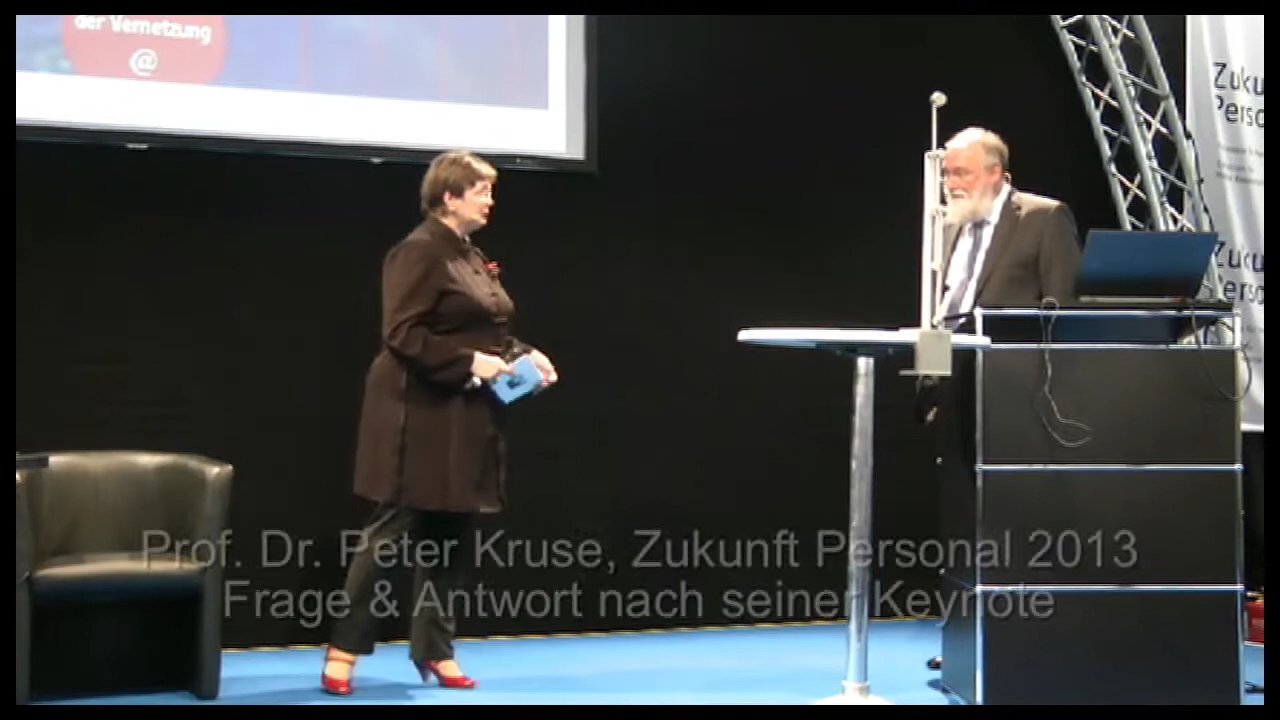 der Vernetzung
@
Zuku
Perso
Zuku
Perso
Prof. Dr. Peter Kruse, Zukunft Personal 2013
Frage & Antwort nach seiner Keynote